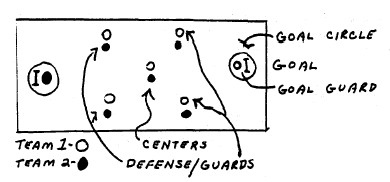 GOAL CIRCLE
GOAL
GOAL GUARD
TEAM 1-
CENTERS
TEAM 2-
DEFENSE/GUARDS